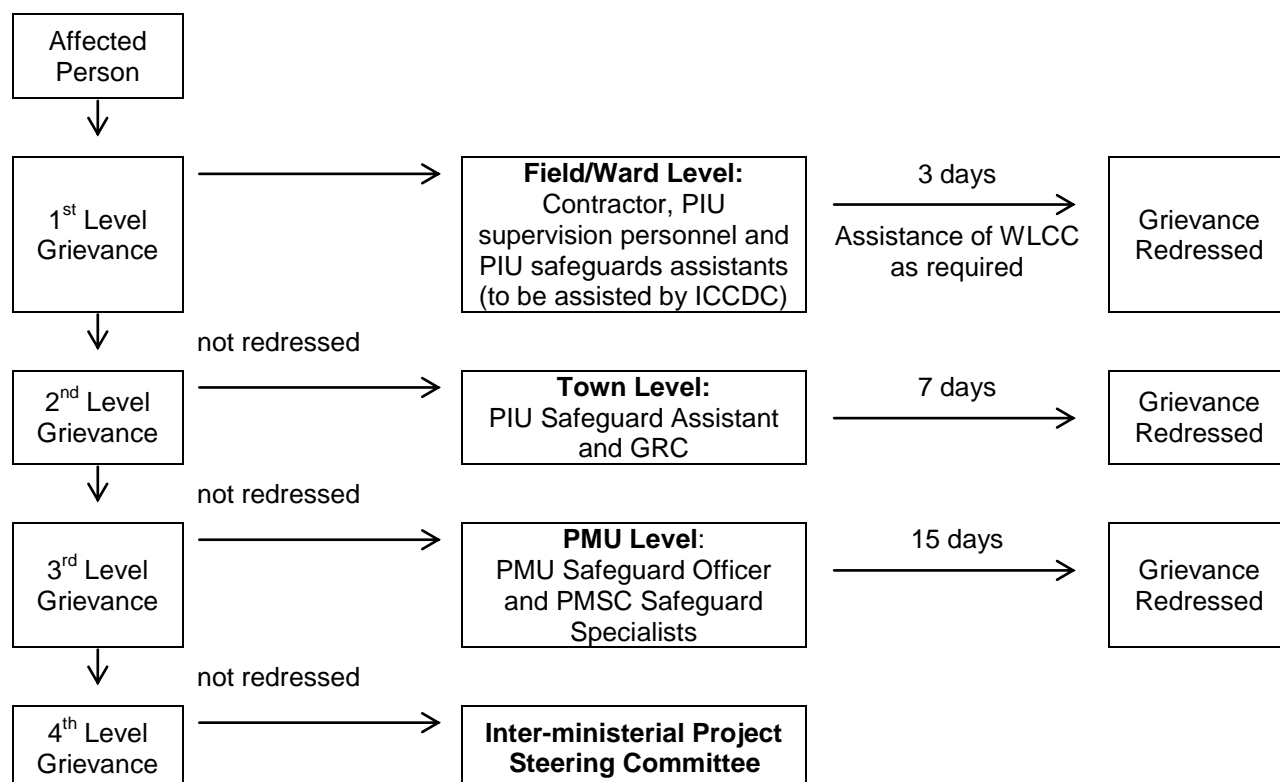 Affected
Person
1st Level
Grievance
Field/Ward Level:
Contractor, PIU
supervision personnel and
PIU safeguards assistants
(to be assisted by ICCDC)
3 days
Assistance of WLCC
as required
Grievance
Redressed
not redressed
2nd Level
Grievance
Town Level:
PIU Safeguard Assistant
and GRC
7 days
Grievance
Redressed
not redressed
3rd Level
Grievance
PMU Level:
PMU Safeguard Officer
and PMSC Safeguard
Specialists
15 days
Grievance
Redressed
not redressed
4th Level
Grievance
Inter-ministerial Project
Steering Committee